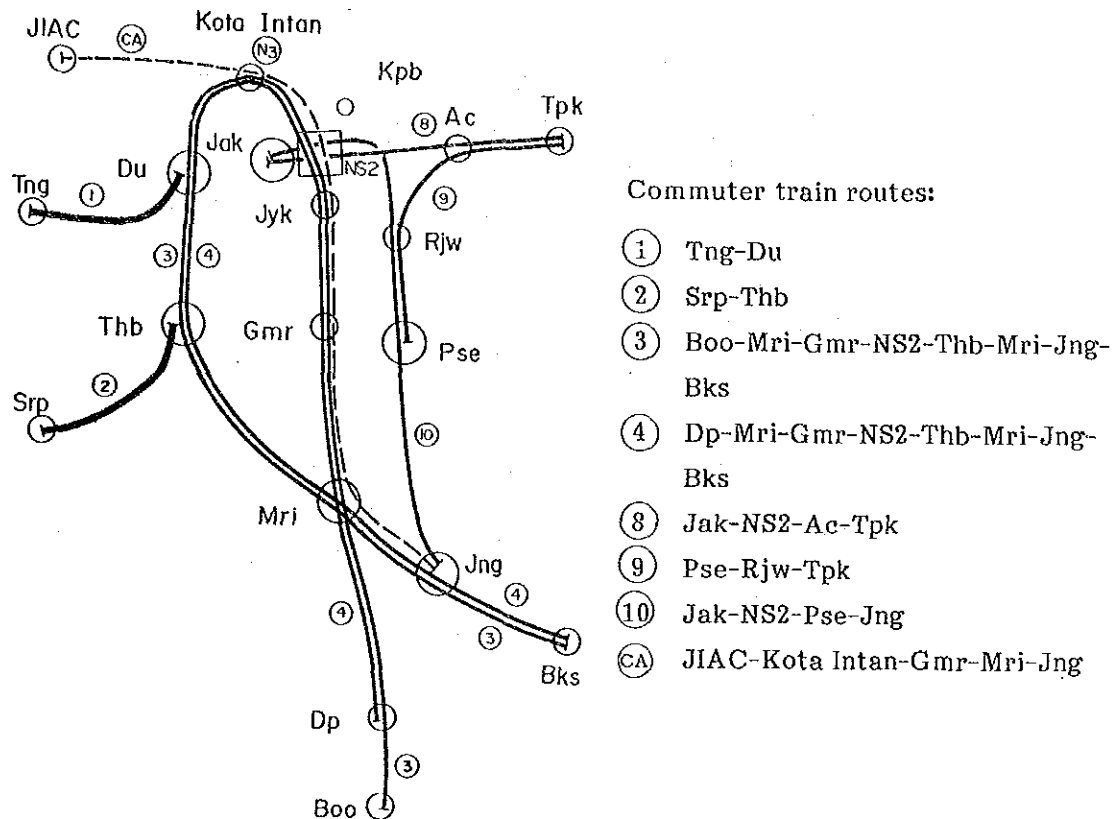 JIAC
CA
Kota Intan
N3
Kpb
8
Ac
Tpk
Jak
NS2
Du
Tng
1
Jyk
9
Rjw
3
4
Thb
Gmr
Pse
2
Srp
10
Mri
Jng
4
4
3
Bks
Dp
3
Boo
Commuter train routes:
1 Tng-Du
2 Srp-Thb
3 Boo-Mri-Gmr-NS2-Thb-Mri-Jng-
Bks
4 Dp-Mri-Gmr-NS2-Thb-Mri-Jng-
Bks
8 Jak-NS2-Ac-Tpk
9 Pse-Rjw-Tpk
10 Jak-NS2-Pse-Jng
CA JIAC-Kota Intan-Gmr-Mri-Jng